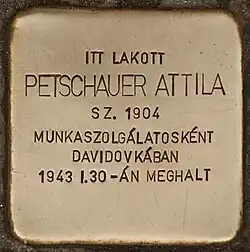 ITT LAKOTT
PETSCHAUER ATTILA
SZ. 1904
MUNKASZOLGÁLATOSKÉNT
DAVIDOVKÁBAN
1943 I.30-ÁN MEGHALT